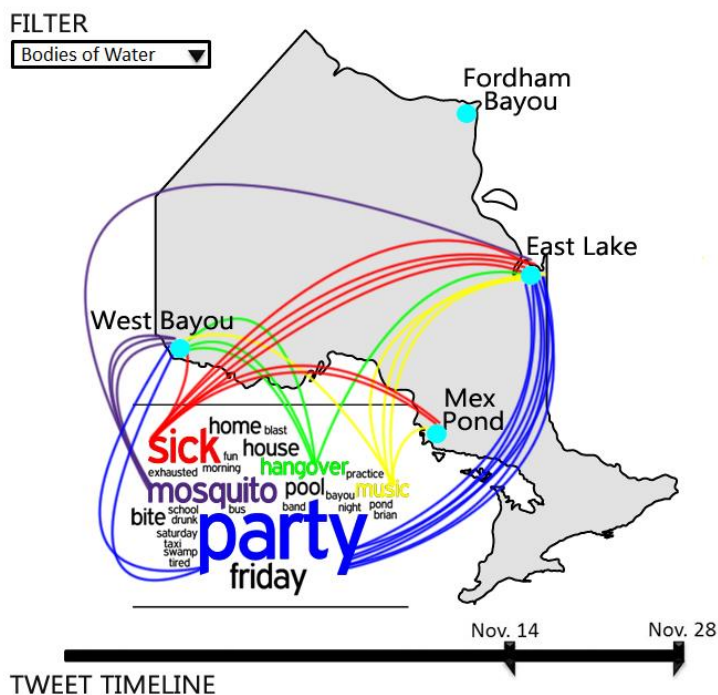 FILTER
Bodies of Water
Fordham
Bayou
East Lake
West Bayou
Mex
Pond
home blast
sick fun house
exhausted morning hangover practice
mosquito pool bayou music
bite school drunk bus band night pond brian
saturday party
taxi
swamp
tired
friday
Nov. 14
Nov. 28
TWEET TIMELINE